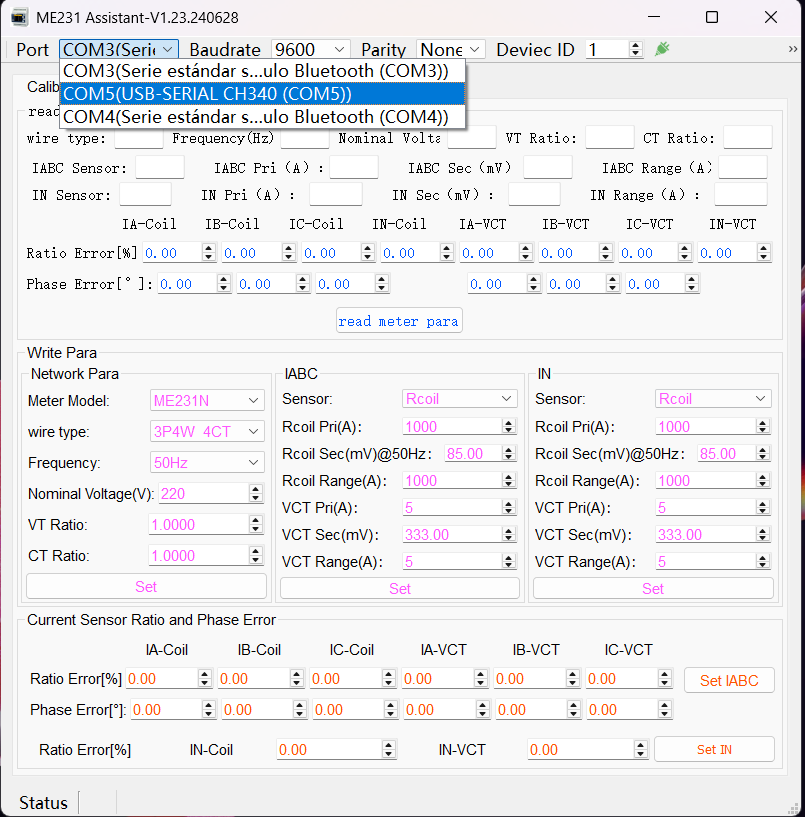 ME231 Assistant-V1.23.240628
Port COM3(Serie Baudrate 9600 Parity None Deviec ID 1 »
COM3(Serie estándar s...ulo Bluetooth (COM3))
COM5(USB-SERIAL CH340 (COM5))
COM4(Serie estándar s...ulo Bluetooth (COM4))
Calib
read
wire type: Frequency(Hz) Nominal Volta VT Ratio: CT Ratio:
IABC Sensor: IABC Pri (A): IABC Sec (mV) IABC Range (A)
IN Sensor: IN Pri (A): IN Sec (mV): IN Range (A):
IA-Coil IB-Coil IC-Coil IN-Coil IA-VCT IB-VCT IC-VCT IN-VCT
Ratio Error[%] 0.00 0.00 0.00 0.00 0.00 0.00 0.00 0.00
Phase Error[°]: 0.00 0.00 0.00 0.00 0.00 0.00
read meter para
Write Para
Network Para IABC IN
Meter Model: ME231N Sensor: Rcoil Sensor: Rcoil
wire type: 3P4W 4CT Rcoil Pri(A): 1000 Rcoil Pri(A): 1000
Frequency: 50Hz Rcoil Sec(mV)@50Hz: 85.00 Rcoil Sec(mV)@50Hz: 85.00
Nominal Voltage(V): 220 Rcoil Range(A): 1000 Rcoil Range(A): 1000
VT Ratio: 1.0000 VCT Pri(A): 5 VCT Pri(A): 5
CT Ratio: 1.0000 VCT Sec(mV): 333.00 VCT Sec(mV): 333.00
VCT Range(A): 5 VCT Range(A): 5
Set Set Set
Current Sensor Ratio and Phase Error
IA-Coil IB-Coil IC-Coil IA-VCT IB-VCT IC-VCT
Ratio Error[%] 0.00 0.00 0.00 0.00 0.00 0.00 Set IABC
Phase Error[°]: 0.00 0.00 0.00 0.00 0.00 0.00
Ratio Error[%] IN-Coil 0.00 IN-VCT 0.00 Set IN
Status